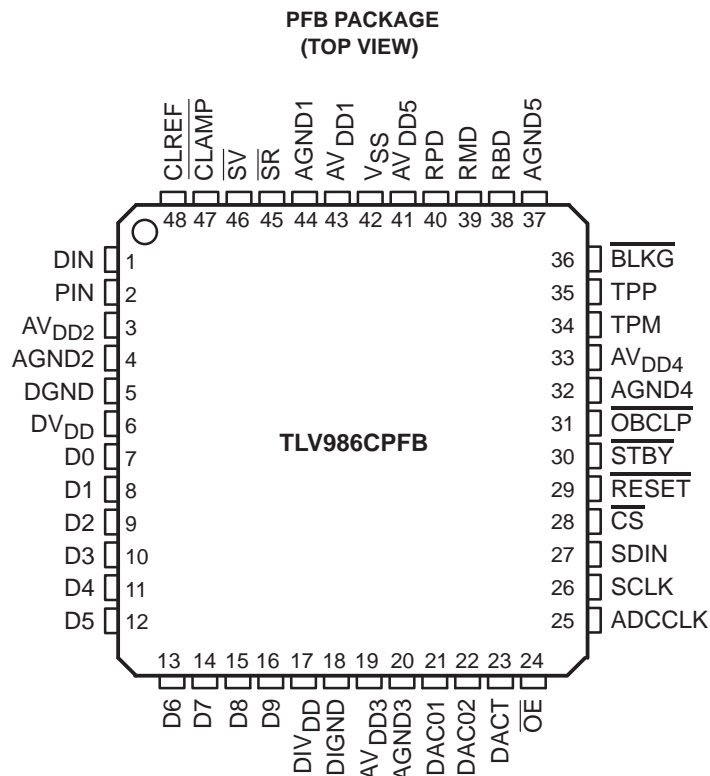 PFB PACKAGE
(TOP VIEW)
CLREF
CLAMP
SV
SR
AGND1
AV DD1
VSS
AVDD5
RPD
RMD
RBD
AGND5
48 47 46 45 44 43 42 41 40 39 38 37
DIN 1
PIN 2
AVDD2 3
AGND2 4
DGND 5
DVDD 6
D0 7
D1 8
D2 9
D3 10
D4 11
D5 12
TLV986CPFB
36 BLKG
35 TPP
34 TPM
33 AVDD4
32 AGND4
31 OBCLP
30 STBY
29 RESET
28 CS
27 SDIN
26 SCLK
25 ADCCLK
13 14 15 16 17 18 19 20 21 22 23 24
D6
D7
D8
D9
DIVDD
DIGND
AVDD3
AGND3
DAC01
DAC02
DACT
OE